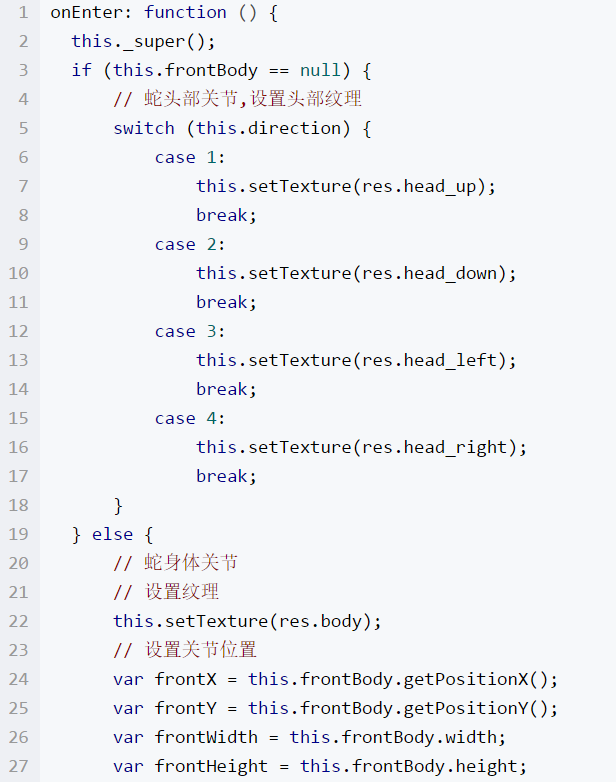 1 onEnter: function () {
2 this._super();
3 if (this.frontBody == null) {
4 // 蛇头部关节,设置头部纹理
5 switch (this.direction) {
6 case 1:
7 this.setTexture(res.head_up);
8 break;
9 case 2:
10 this.setTexture(res.head_down);
11 break;
12 case 3:
13 this.setTexture(res.head_left);
14 break;
15 case 4:
16 this.setTexture(res.head_right);
17 break;
18 }
19 } else {
20 // 蛇身体关节
21 // 设置纹理
22 this.setTexture(res.body);
23 // 设置关节位置
24 var frontX = this.frontBody.getPositionX();
25 var frontY = this.frontBody.getPositionY();
26 var frontWidth = this.frontBody.width;
27 var frontHeight = this.frontBody.height;